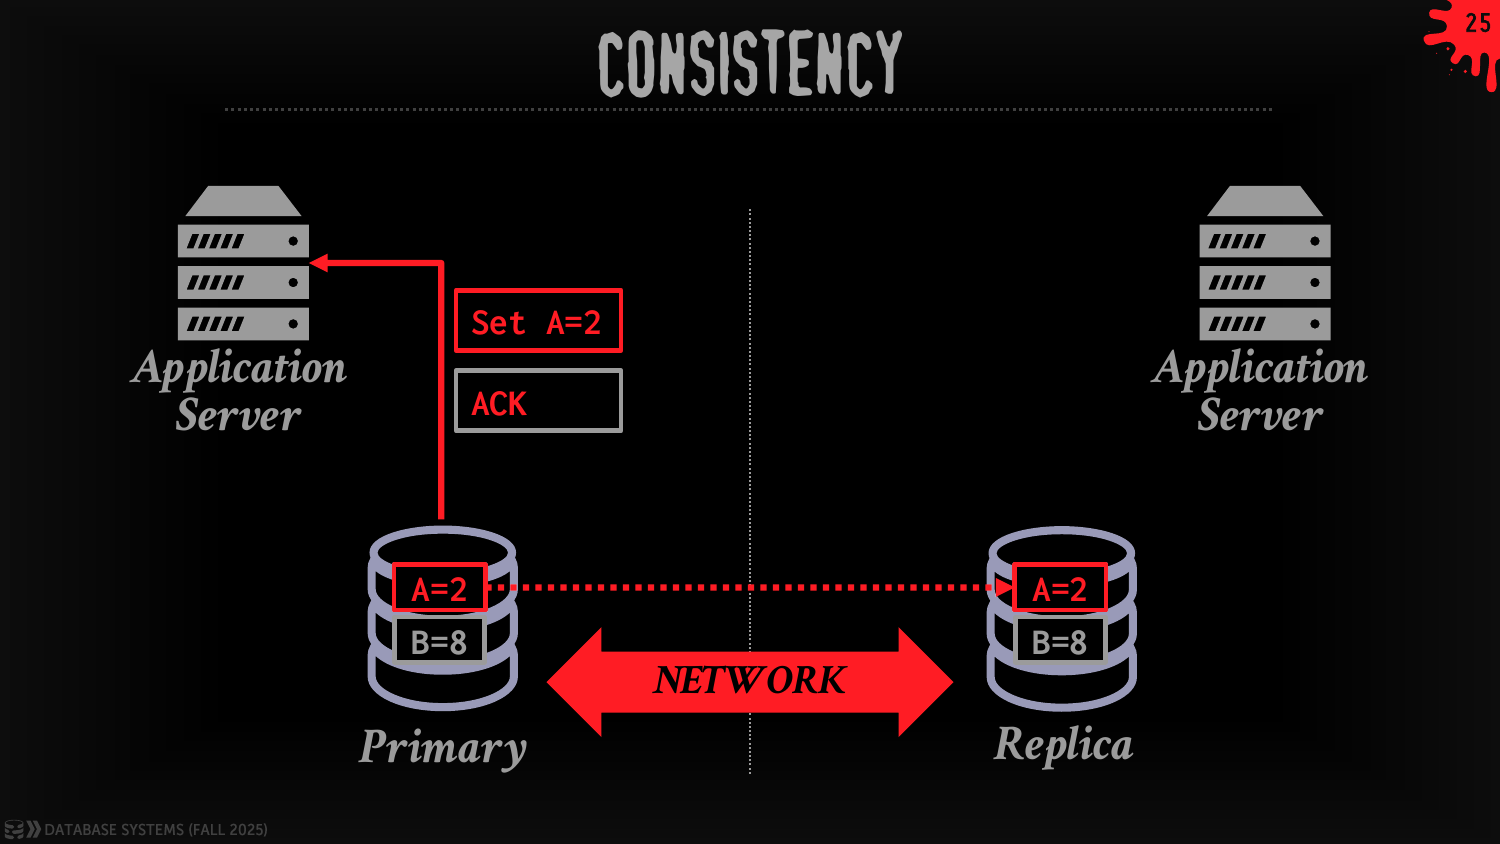 CONSISTENCY
25
Application
Server
Application
Server
Set A=2
ACK
A=2
A=2
B=8
B=8
NETWORK
Primary
Replica
DATABASE SYSTEMS (FALL 2025)